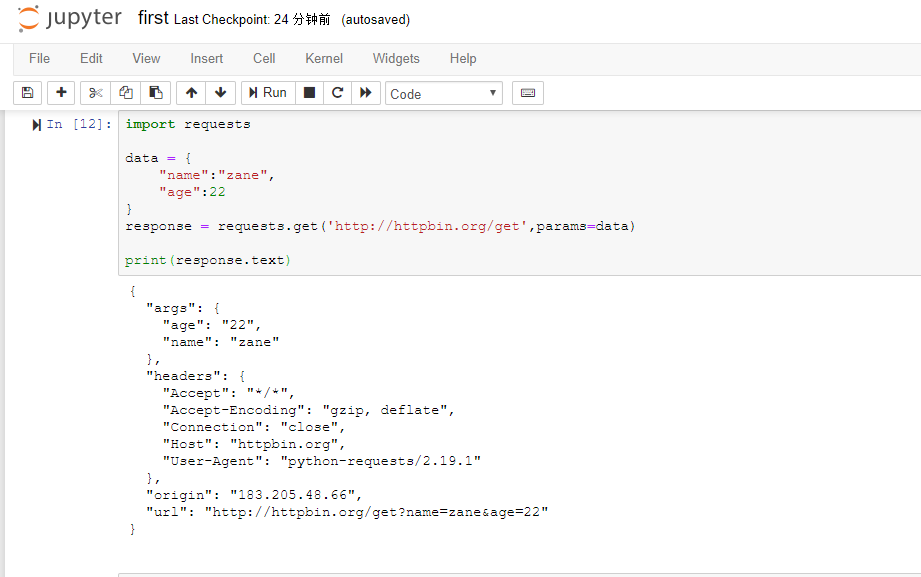 jupyter first Last Checkpoint: 24 分钟前 (autosaved)
File Edit View Insert Cell Kernel Widgets Help
Run Code
In [12]: import requests

data = {
    "name":"zane",
    "age":22
}
response = requests.get('http://httpbin.org/get',params=data)

print(response.text)
{
  "args": {
    "age": "22",
    "name": "zane"
  },
  "headers": {
    "Accept": "*/*",
    "Accept-Encoding": "gzip, deflate",
    "Connection": "close",
    "Host": "httpbin.org",
    "User-Agent": "python-requests/2.19.1"
  },
  "origin": "183.205.48.66",
  "url": "http://httpbin.org/get?name=zane&age=22"
}